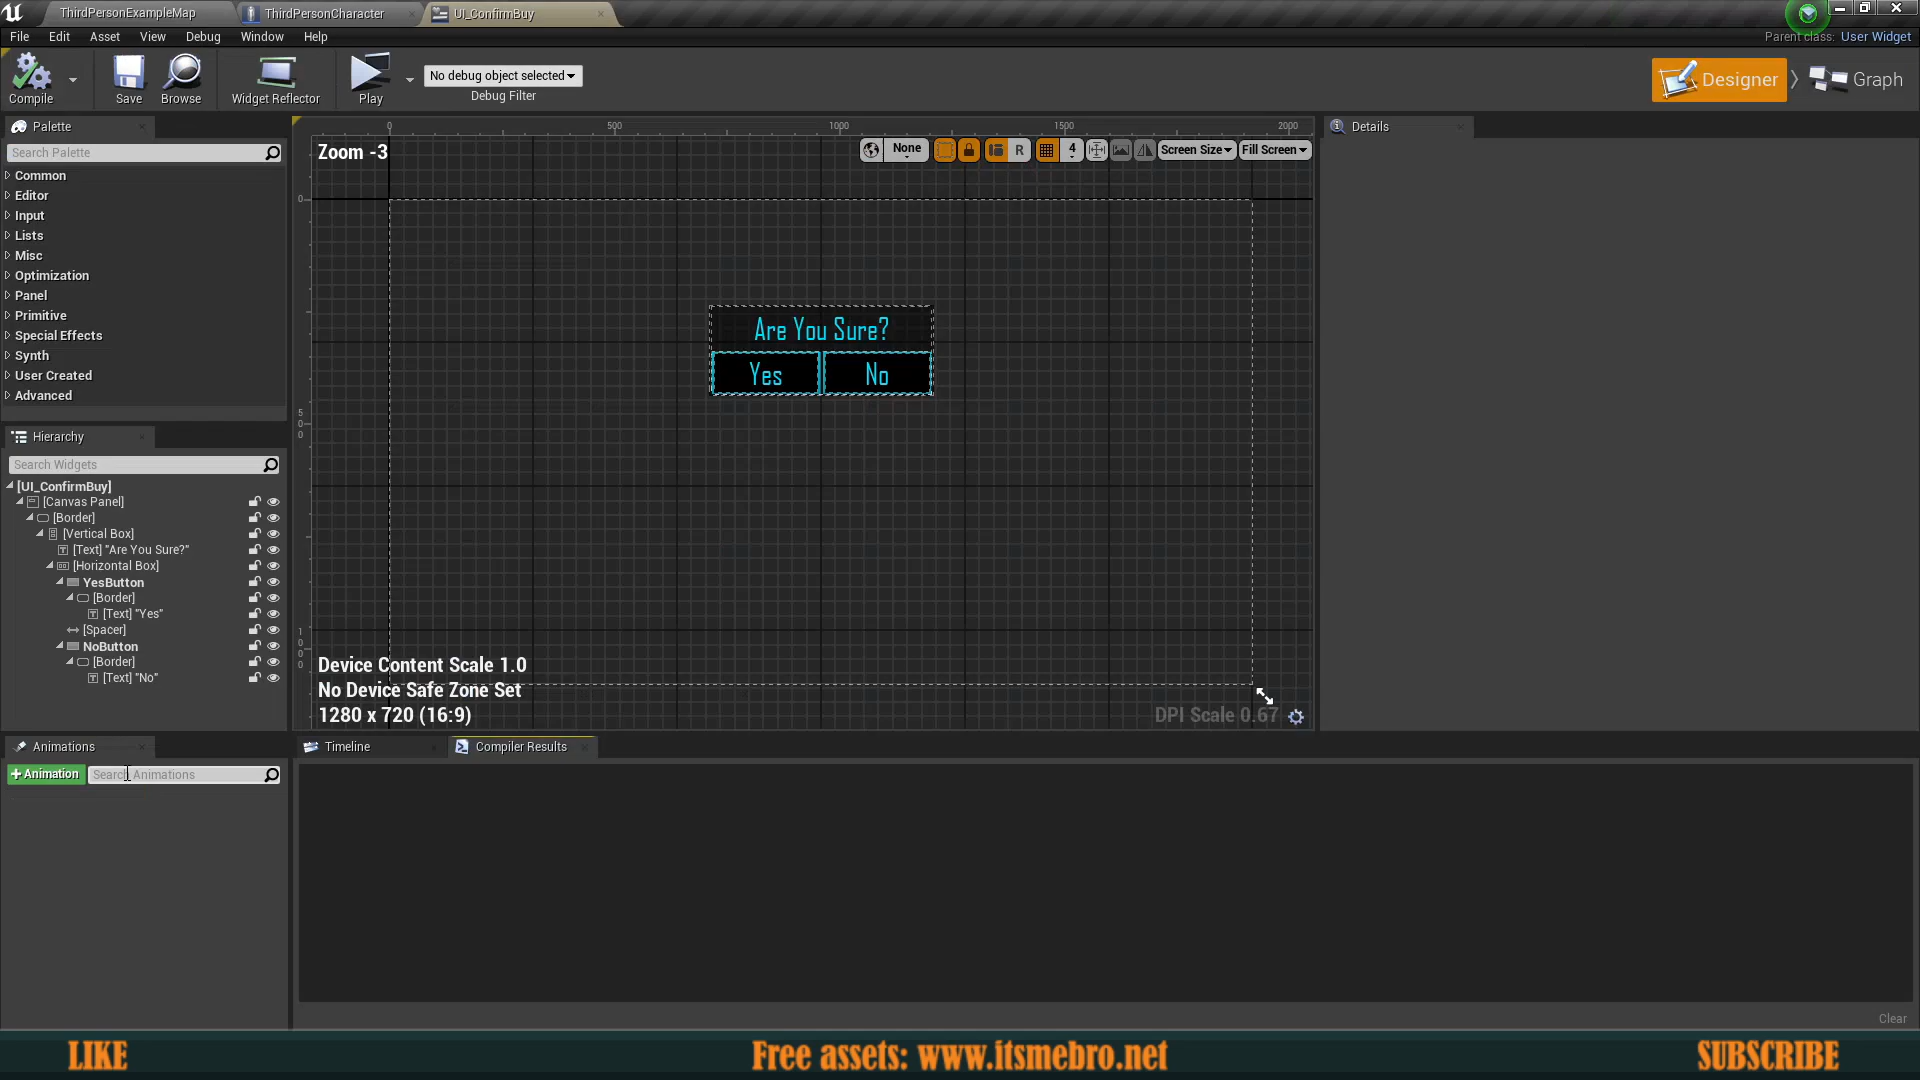 ThirdPersonExampleMap
ThirdPersonCharacter
UI_ConfirmBuy
File Edit Asset View Debug Window Help
Parent class: User Widget
Compile
Save
Browse
Widget Reflector
Play
No debug object selected
Debug Filter
Designer
Graph
Palette
Search Palette
Common
Editor
Input
Lists
Misc
Optimization
Panel
Primitive
Special Effects
Synth
User Created
Advanced
Hierarchy
Search Widgets
[UI_ConfirmBuy]
[Canvas Panel]
[Border]
[Vertical Box]
[Text] "Are You Sure?"
[Horizontal Box]
YesButton
[Border]
[Text] "Yes"
[Spacer]
NoButton
[Border]
[Text] "No"
Animations
+ Animation
Search Animations
0 500 1000 1500 2000
Zoom -3
None
R
4
Screen Size
Fill Screen
0
500
1000
Are You Sure?
Yes No
Device Content Scale 1.0
No Device Safe Zone Set
1280 x 720 (16:9)
DPI Scale 0.67
Details
Timeline
Compiler Results
Clear
LIKE
Free assets: www.itsmebro.net
SUBSCRIBE